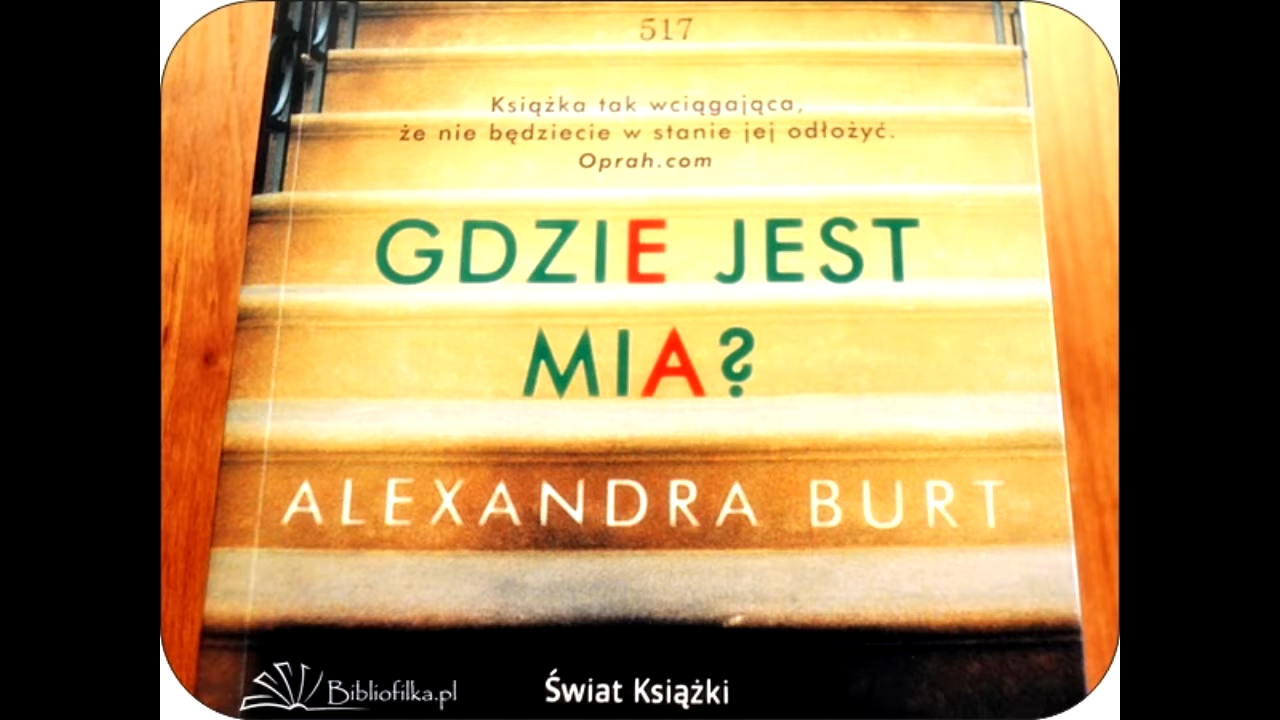 517
Książka tak wciągająca,
że nie będziecie w stanie jej odłożyć.
Oprah.com
GDZIE JEST
MIA?
ALEXANDRA BURT
Bibliofilka.pl
Świat Książki